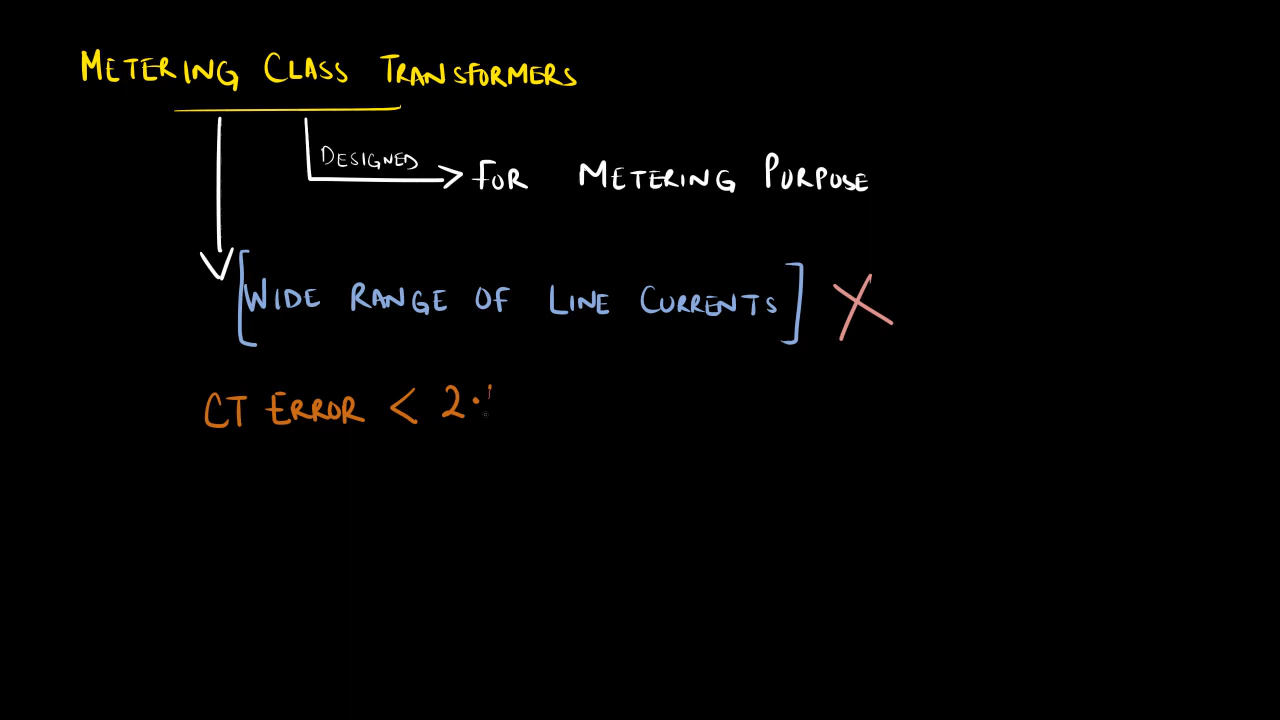 METERING CLASS TRANSFORMERS
DESIGNED
FOR METERING PURPOSE
[WIDE RANGE OF LINE CURRENTS] X
CT ERROR < 2